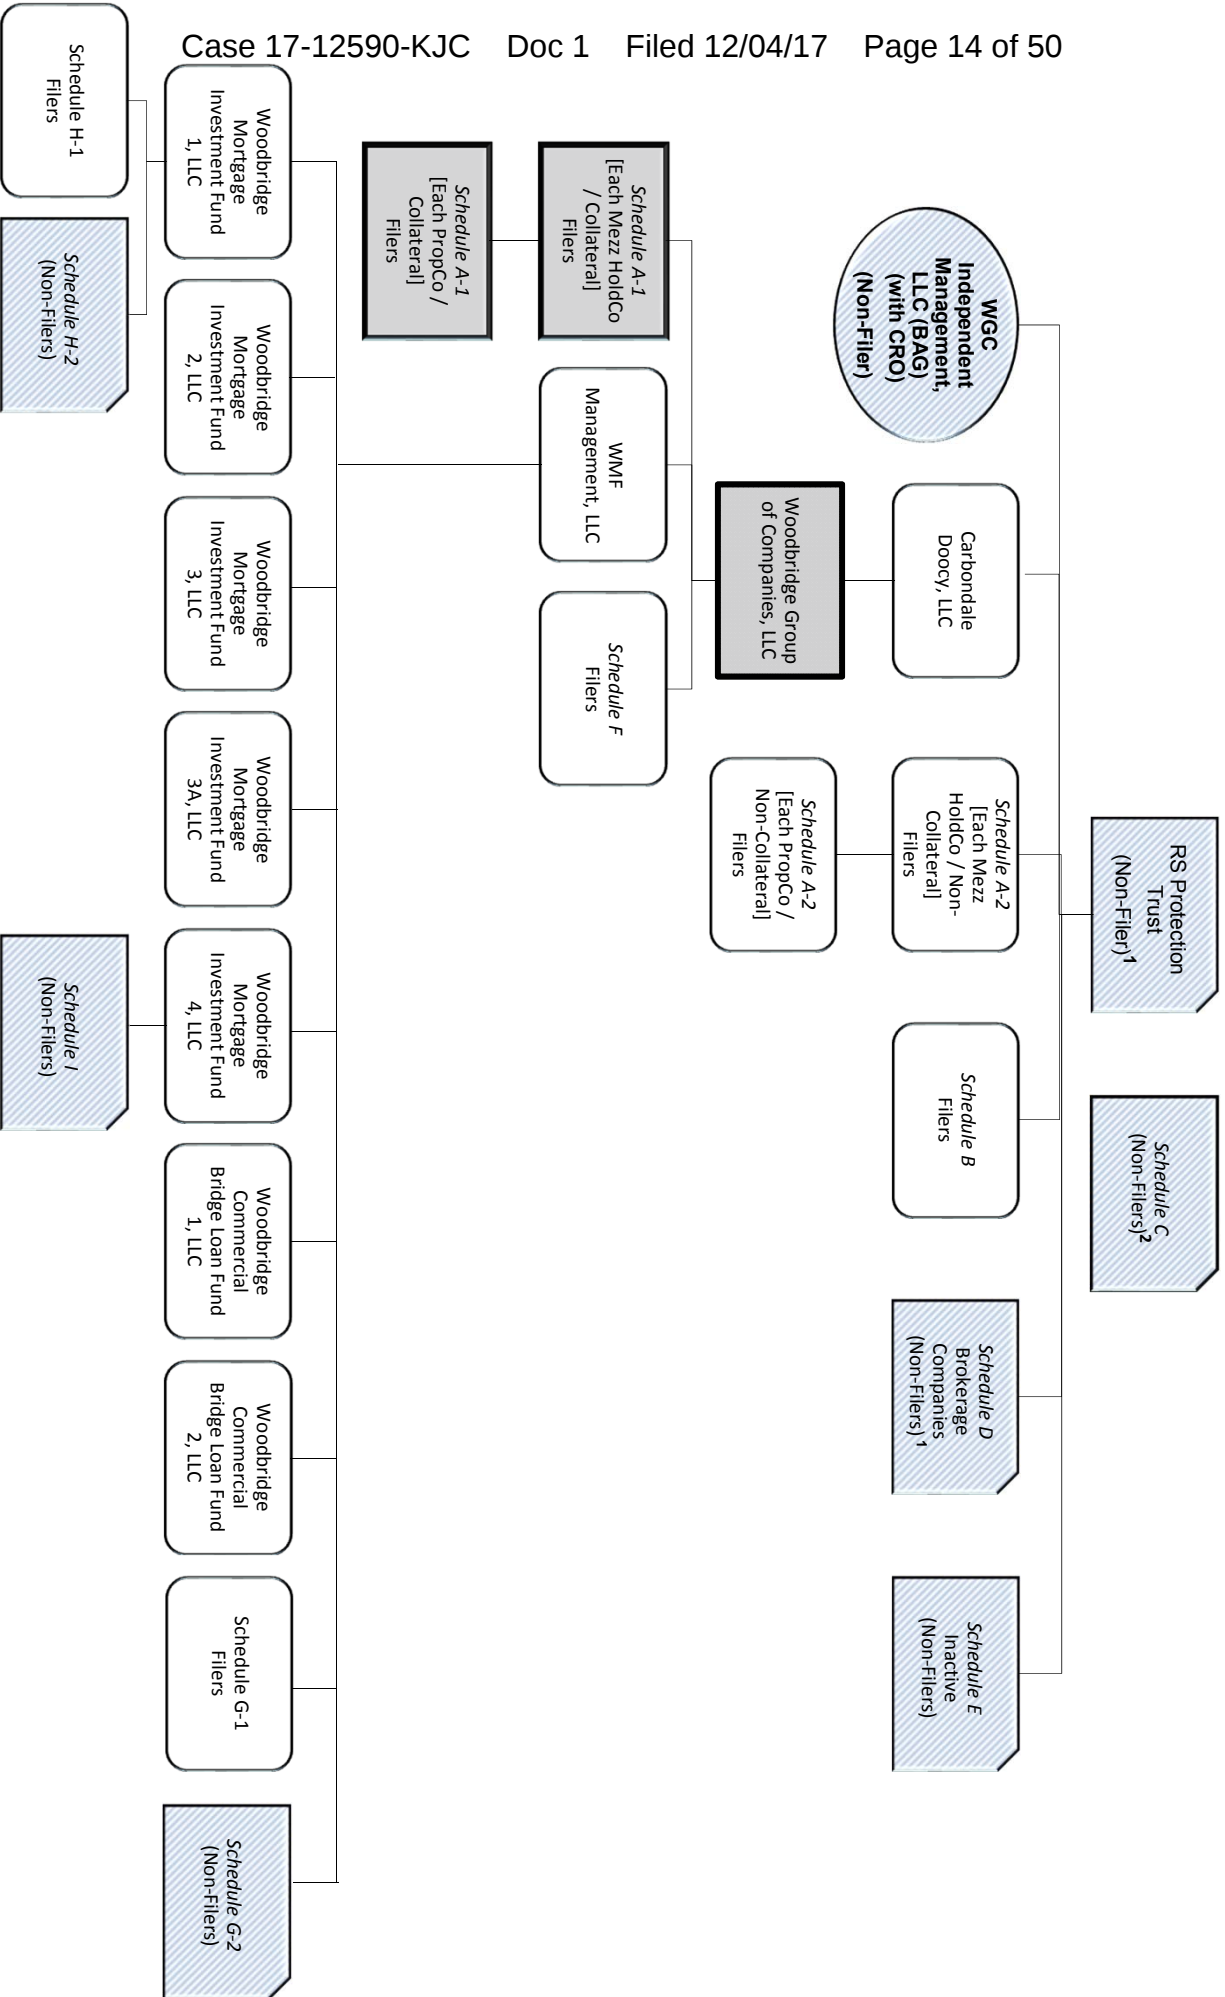 Case 17-12590-KJC Doc 1 Filed 12/04/17 Page 14 of 50
RS Protection
Trust
(Non-Filer)1
Schedule C
(Non-Filers)2
WGC
Independent
Management,
LLC (BAG)
(with CRO)
(Non-Filer)
Carbondale
Doocy, LLC
Schedule A-2
[Each Mezz
HoldCo / Non-
Collateral]
Filers
Schedule B
Filers
Schedule D
Brokerage
Companies
(Non-Filers) 1
Schedule E
Inactive
(Non-Filers)
Woodbridge Group
of Companies, LLC
Schedule A-2
[Each PropCo /
Non-Collateral]
Filers
Schedule A-1
[Each Mezz HoldCo
/ Collateral]
Filers
WMF
Management, LLC
Schedule F
Filers
Schedule A-1
[Each PropCo /
Collateral]
Filers
Woodbridge
Mortgage
Investment Fund
1, LLC
Woodbridge
Mortgage
Investment Fund
2, LLC
Woodbridge
Mortgage
Investment Fund
3, LLC
Woodbridge
Mortgage
Investment Fund
3A, LLC
Woodbridge
Mortgage
Investment Fund
4, LLC
Woodbridge
Commercial
Bridge Loan Fund
1, LLC
Woodbridge
Commercial
Bridge Loan Fund
2, LLC
Schedule G-1
Filers
Schedule G-2
(Non-Filers)
Schedule H-1
Filers
Schedule H-2
(Non-Filers)
Schedule I
(Non-Filers)